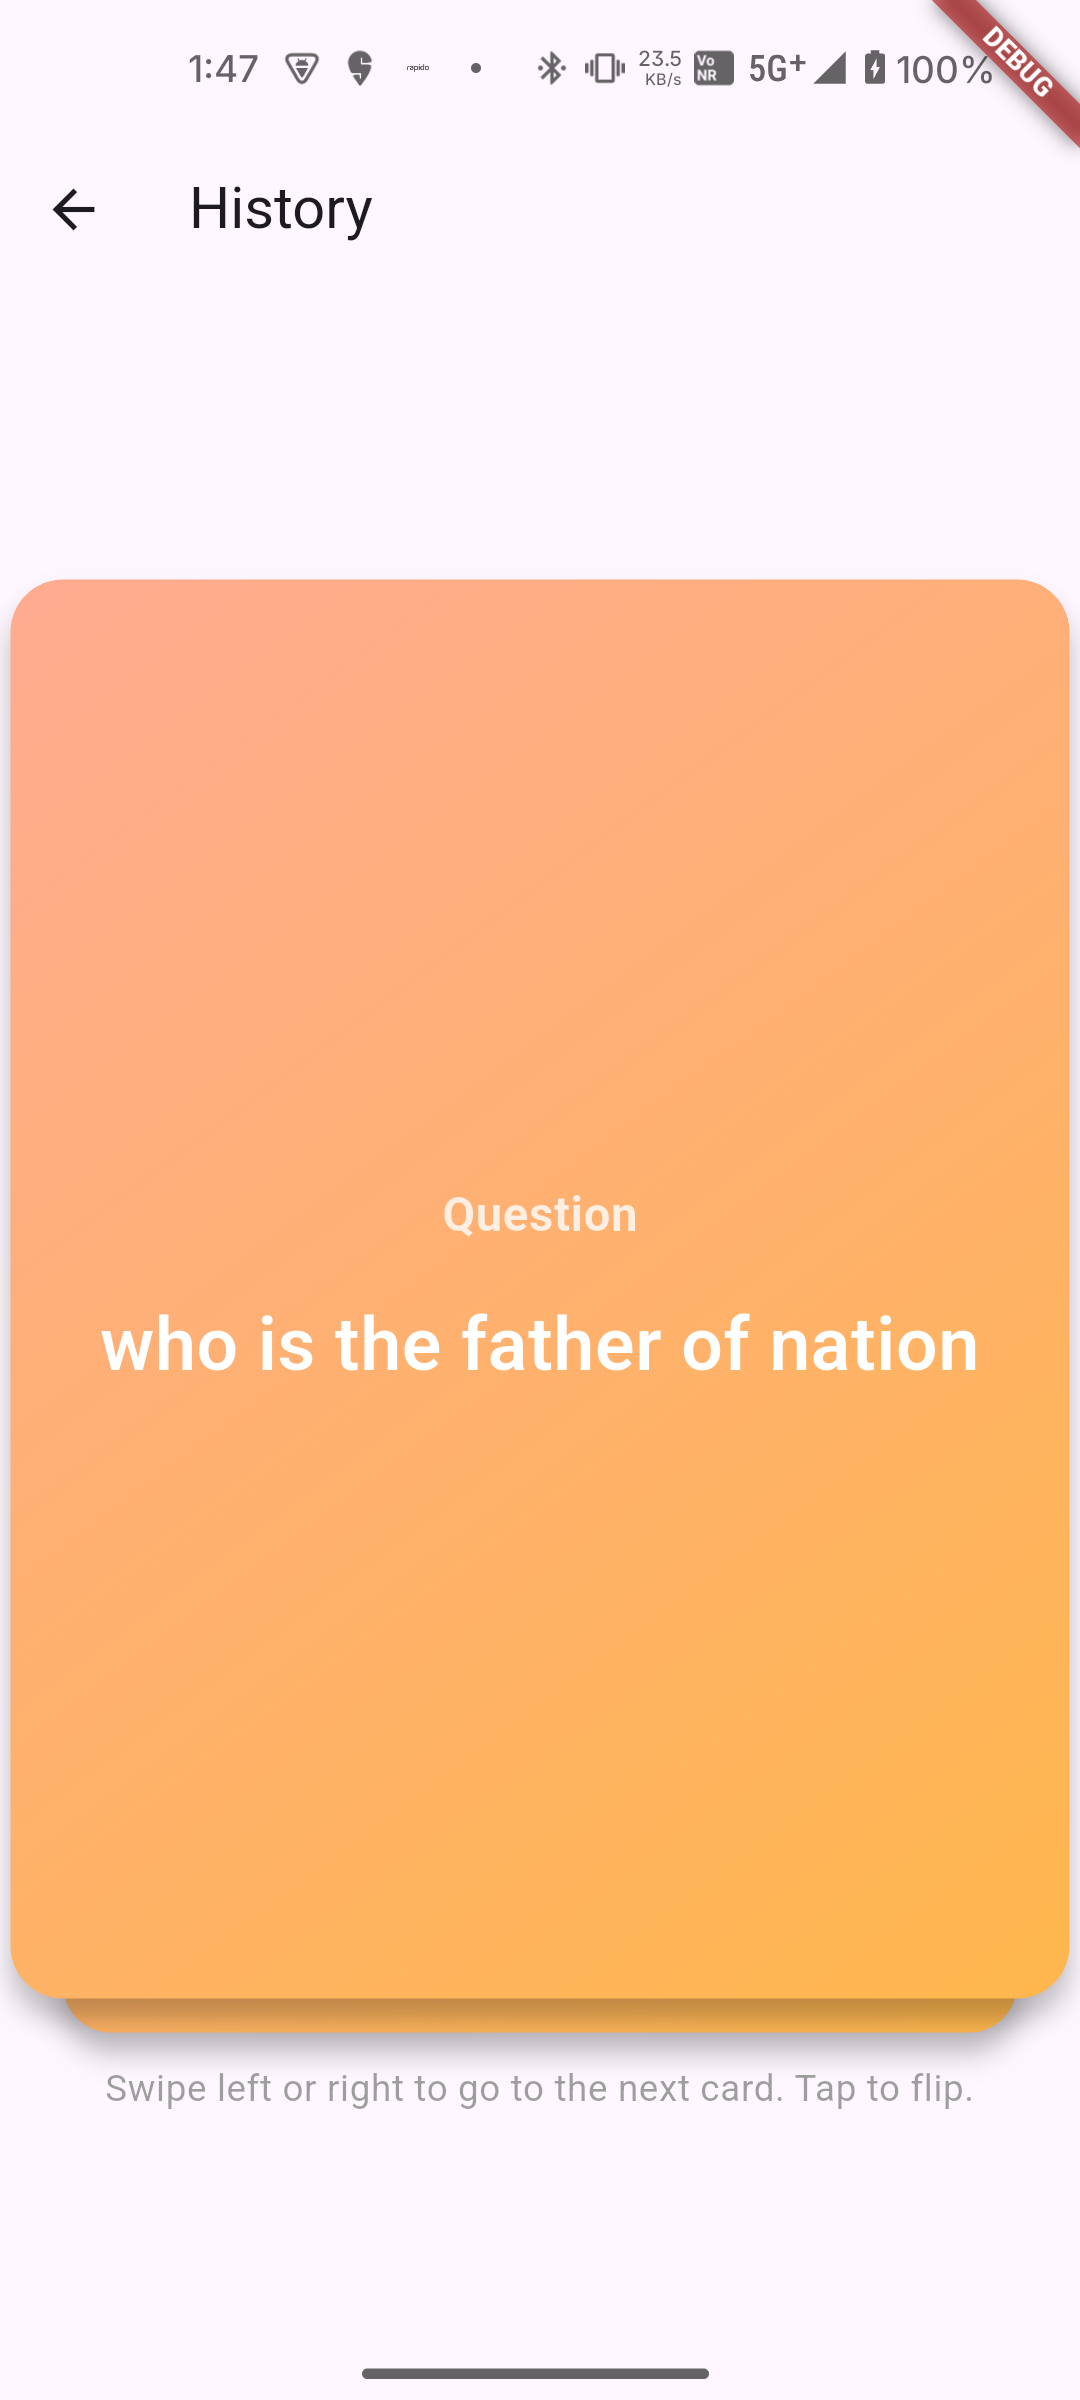 1:47 rapido 23.5 KB/s Vo NR 5G+ 100%
DEBUG
History
Question
who is the father of nation
Swipe left or right to go to the next card. Tap to flip.